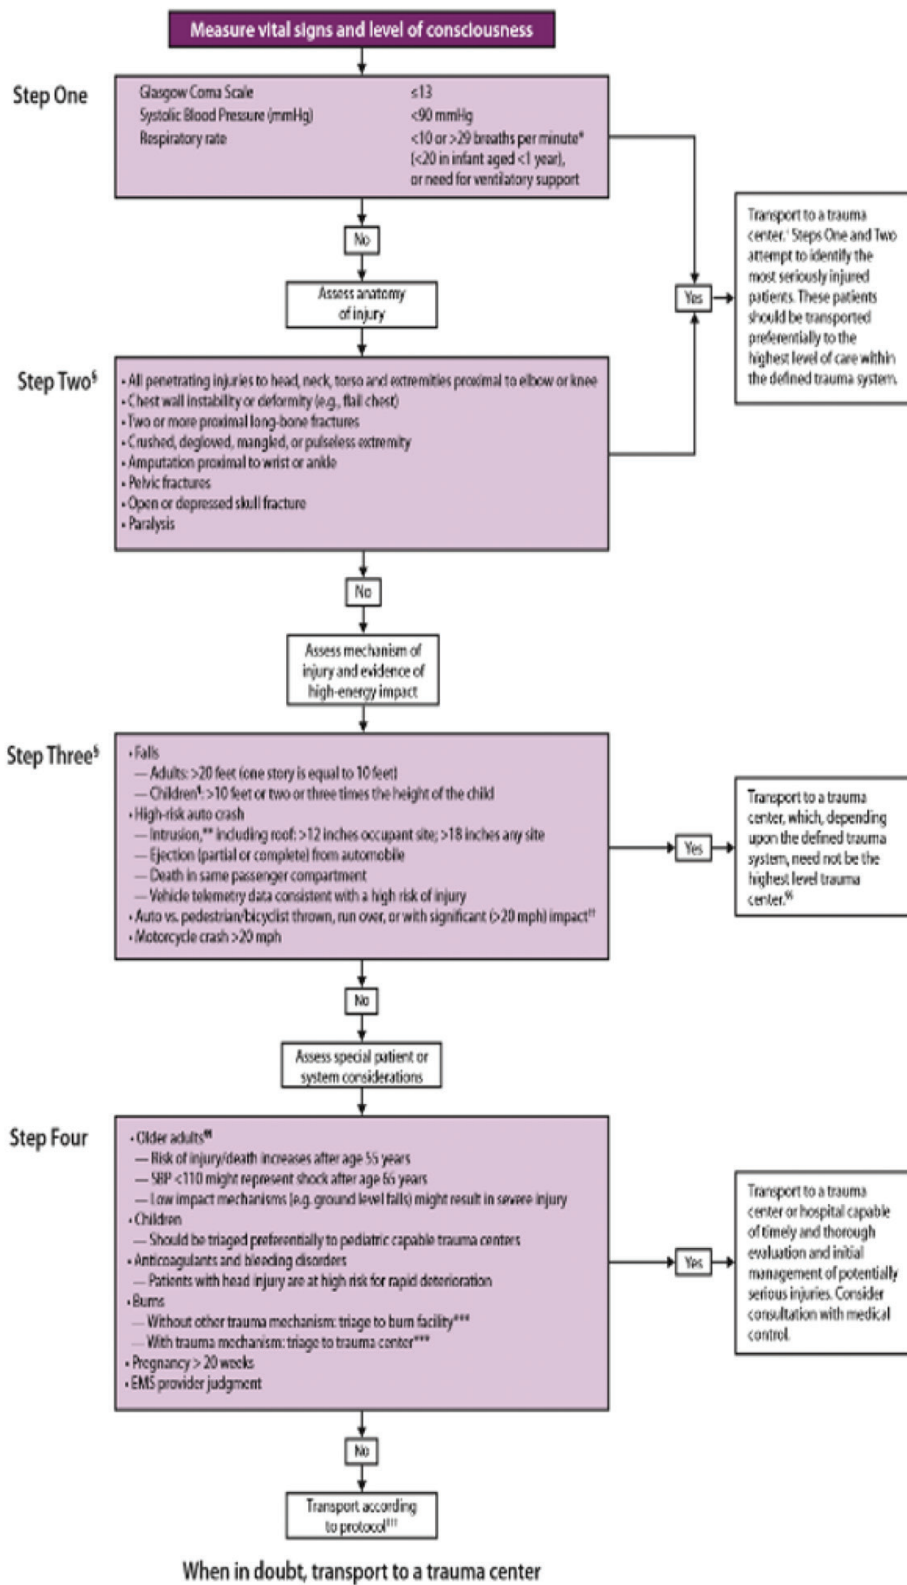 Measure vital signs and level of consciousness
Step One
Glasgow Coma Scale ≤13
Systolic Blood Pressure (mmHg) <90 mmHg
Respiratory rate <10 or >29 breaths per minute*
(<20 in infant aged <1 year),
or need for ventilatory support
No
Assess anatomy
of injury
Yes
Transport to a trauma
center.† Steps One and Two
attempt to identify the
most seriously injured
patients. These patients
should be transported
preferentially to the
highest level of care within
the defined trauma system.
Step Two§
• All penetrating injuries to head, neck, torso and extremities proximal to elbow or knee
• Chest wall instability or deformity (e.g., flail chest)
• Two or more proximal long-bone fractures
• Crushed, degloved, mangled, or pulseless extremity
• Amputation proximal to wrist or ankle
• Pelvic fractures
• Open or depressed skull fracture
• Paralysis
No
Assess mechanism of
injury and evidence of
high-energy impact
Step Three§
• Falls
— Adults: >20 feet (one story is equal to 10 feet)
— Children¶: >10 feet or two or three times the height of the child
• High-risk auto crash
— Intrusion,** including roof: >12 inches occupant site; >18 inches any site
— Ejection (partial or complete) from automobile
— Death in same passenger compartment
— Vehicle telemetry data consistent with a high risk of injury
• Auto vs. pedestrian/bicyclist thrown, run over, or with significant (>20 mph) impact††
• Motorcycle crash >20 mph
Yes
Transport to a trauma
center, which, depending
upon the defined trauma
system, need not be the
highest level trauma
center.§§
No
Assess special patient or
system considerations
Step Four
• Older adults¶¶
— Risk of injury/death increases after age 55 years
— SBP <110 might represent shock after age 65 years
— Low impact mechanisms (e.g. ground level falls) might result in severe injury
• Children
— Should be triaged preferentially to pediatric capable trauma centers
• Anticoagulants and bleeding disorders
— Patients with head injury are at high risk for rapid deterioration
• Burns
— Without other trauma mechanism: triage to burn facility***
— With trauma mechanism: triage to trauma center***
• Pregnancy > 20 weeks
• EMS provider judgment
Yes
Transport to a trauma
center or hospital capable
of timely and thorough
evaluation and initial
management of potentially
serious injuries. Consider
consultation with medical
control.
No
Transport according
to protocol†††
When in doubt, transport to a trauma center